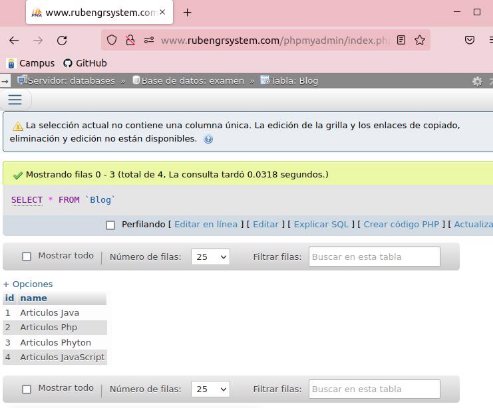 www.rubengrsystem.com
www.rubengrsystem.com/phpmyadmin/index.ph
Campus GitHub
Servidor: databases » Base de datos: examen » Tabla: Blog
La selección actual no contiene una columna única. La edición de la grilla y los enlaces de copiado,
eliminación y edición no están disponibles.
Mostrando filas 0 - 3 (total de 4, La consulta tardó 0.0318 segundos.)
SELECT * FROM `Blog`
Perfilando [ Editar en línea ] [ Editar ] [ Explicar SQL ] [ Crear código PHP ] [ Actualiza
Mostrar todo Número de filas: 25 Filtrar filas: Buscar en esta tabla
+ Opciones
id name
1 Articulos Java
2 Articulos Php
3 Articulos Phyton
4 Articulos JavaScript
Mostrar todo Número de filas: 25 Filtrar filas: Buscar en esta tabla